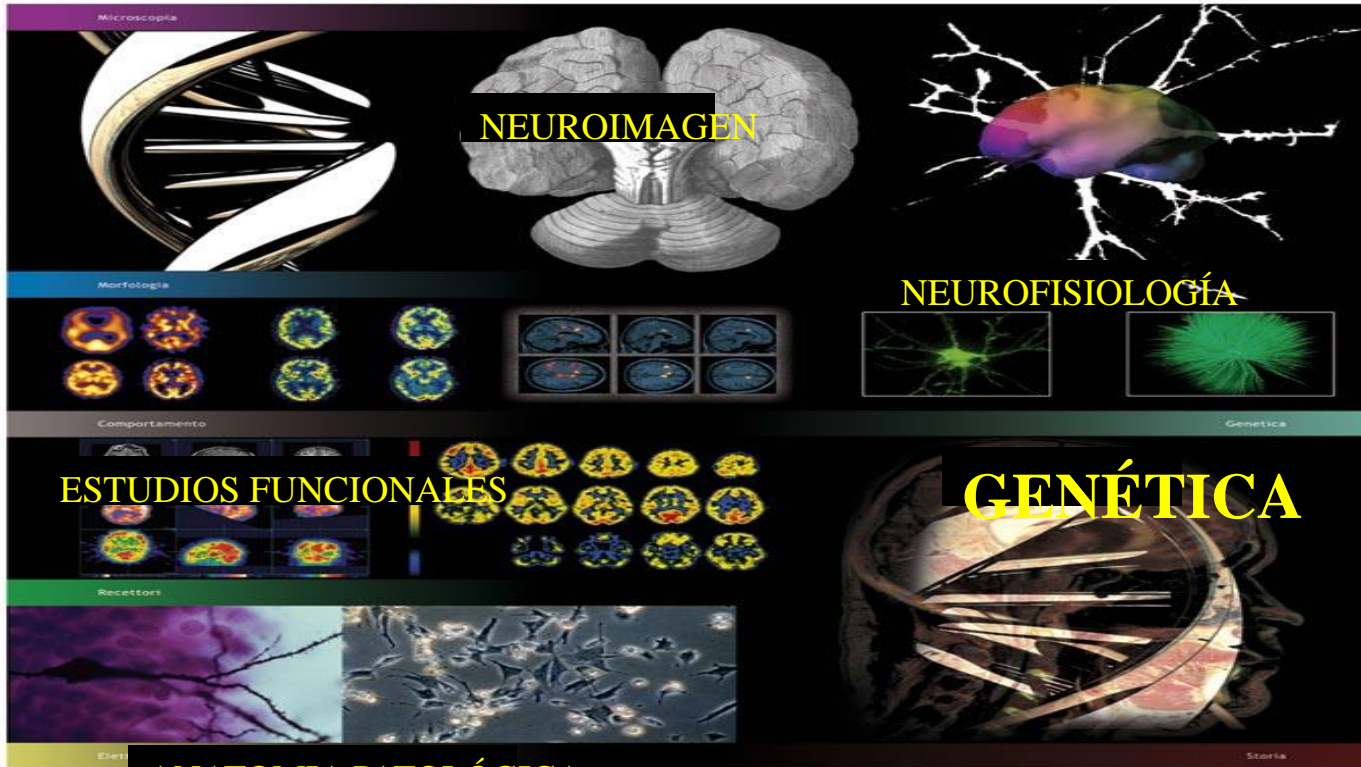 Microscopia
NEUROIMAGEN
Morfologia
NEUROFISIOLOGÍA
Comportamento
Genetica
ESTUDIOS FUNCIONALES
GENÉTICA
Recettori
Storia